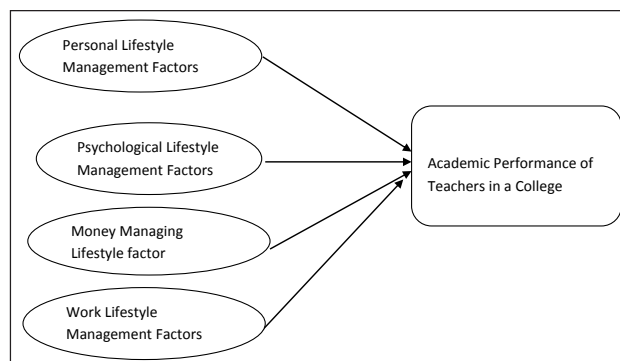 Personal Lifestyle
Management Factors
Psychological Lifestyle
Management Factors
Academic Performance of
Teachers in a College
Money Managing
Lifestyle factor
Work Lifestyle
Management Factors